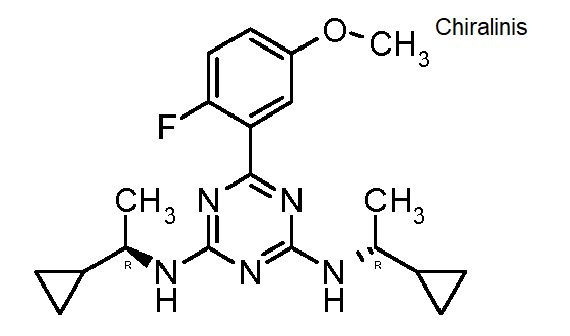 Chiralinis
O
CH3
F
N N
CH3 CH3
R R
N
N N
H H